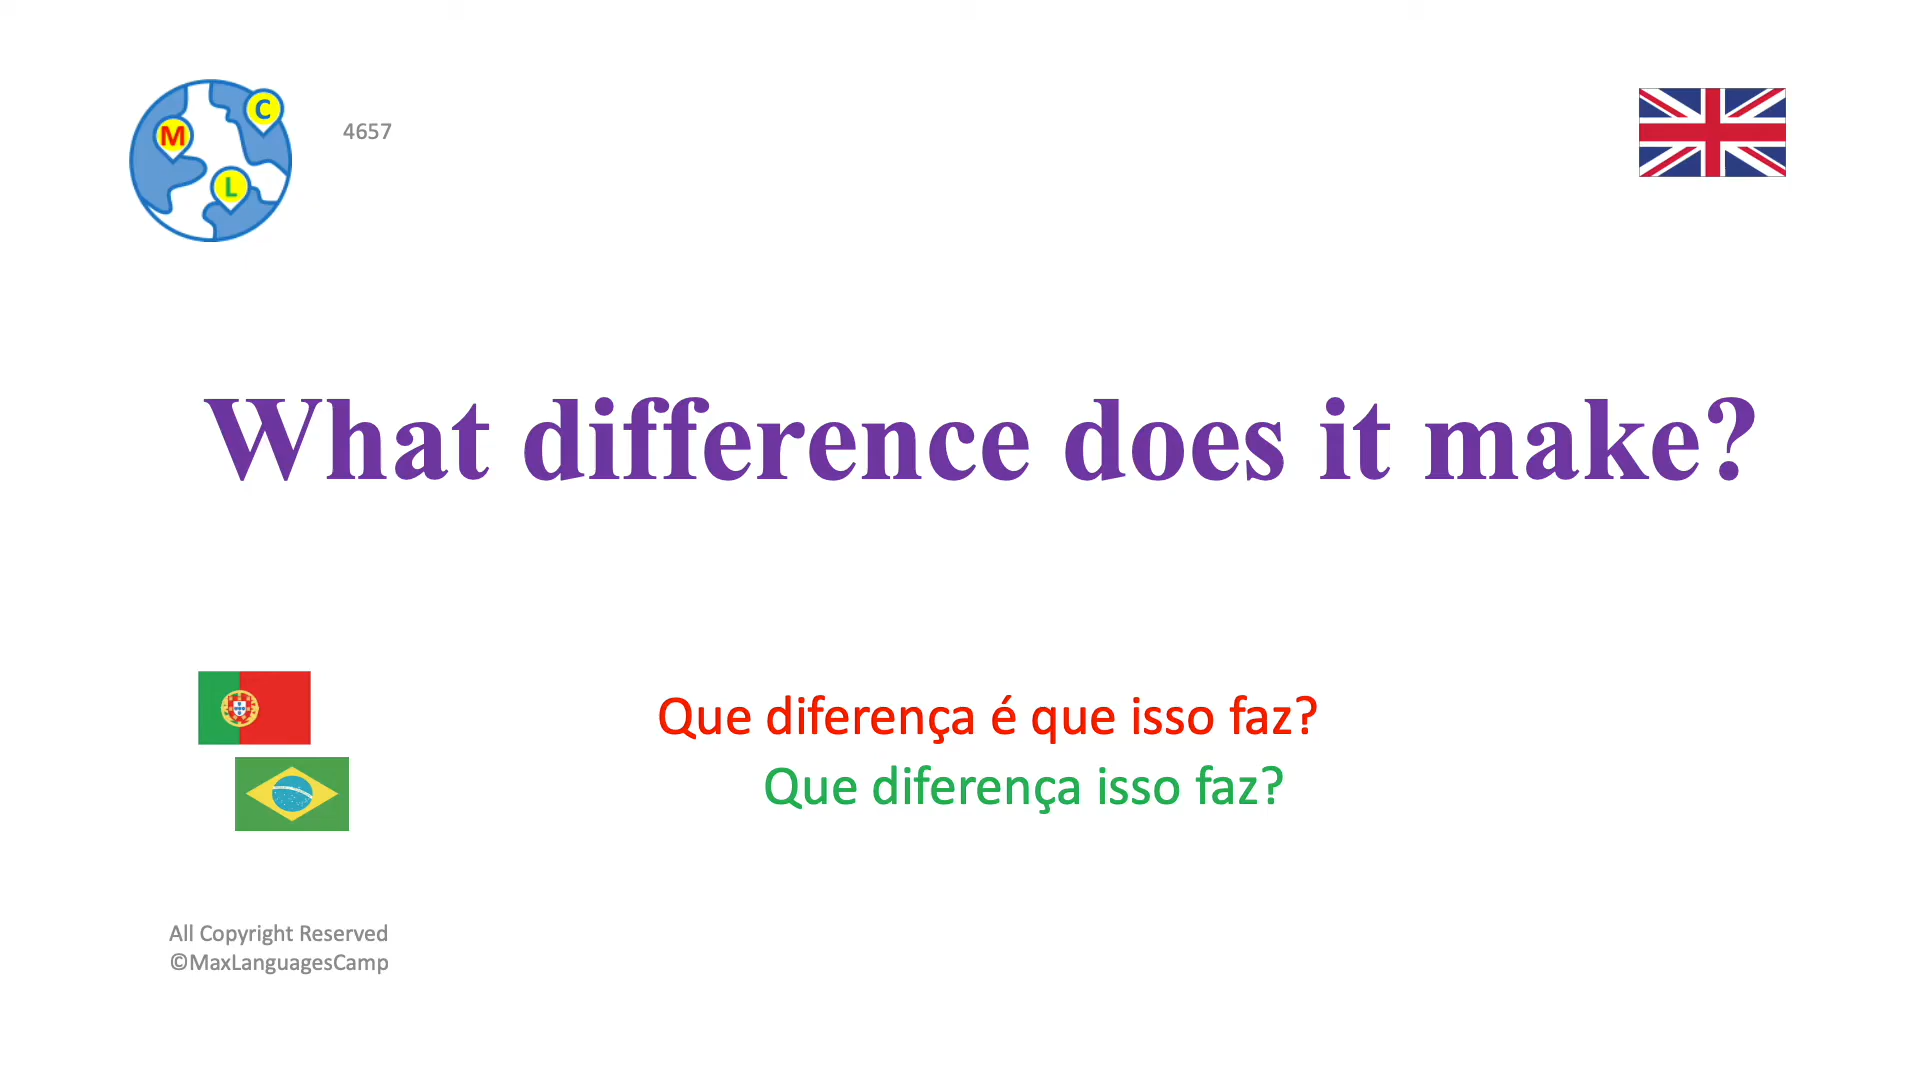 C
M
L
4657
What difference does it make?
Que diferença é que isso faz?
Que diferença isso faz?
All Copyright Reserved
©MaxLanguagesCamp